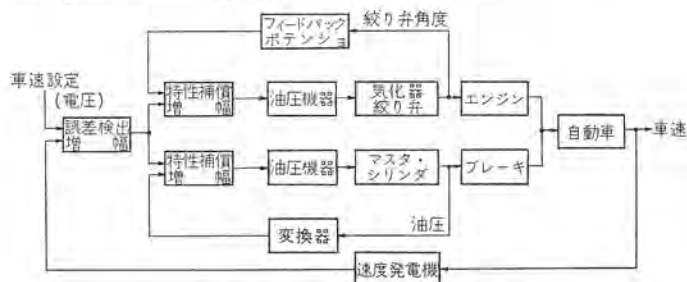 フィードバック
ポテンショ
絞り弁角度
車速設定
(電圧)
誤差検出
増幅
特性補償
増幅
油圧機器
気化器
絞り弁
エンジン
自動車
車速
特性補償
増幅
油圧機器
マスタ・
シリンダ
ブレーキ
変換器
油圧
速度発電機